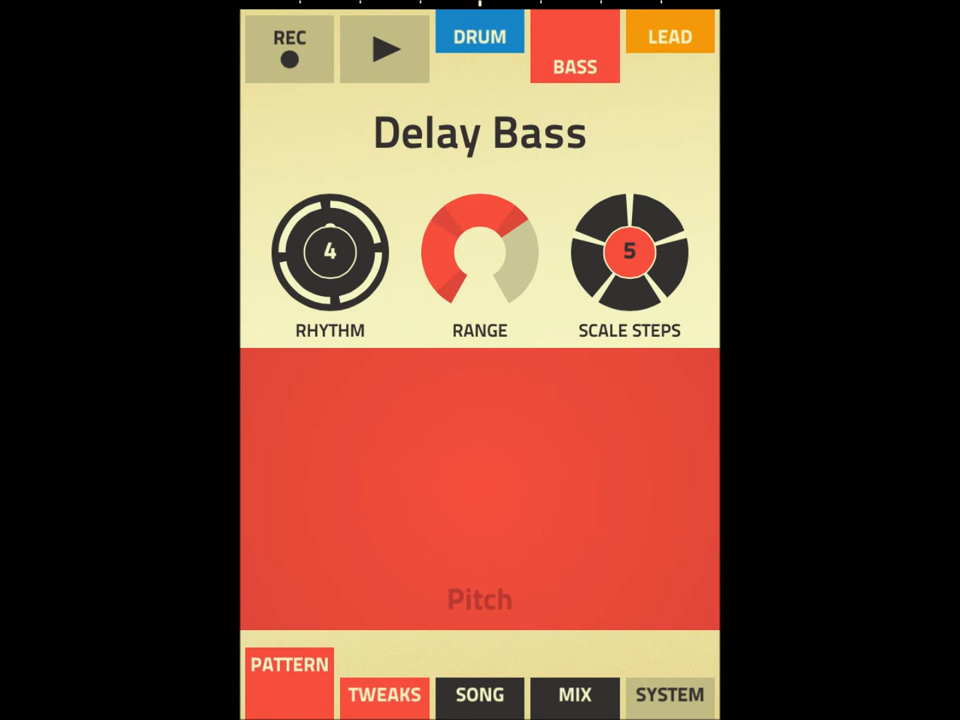 REC
DRUM
BASS
LEAD
Delay Bass
4
5
RHYTHM
RANGE
SCALE STEPS
Pitch
PATTERN
TWEAKS
SONG
MIX
SYSTEM